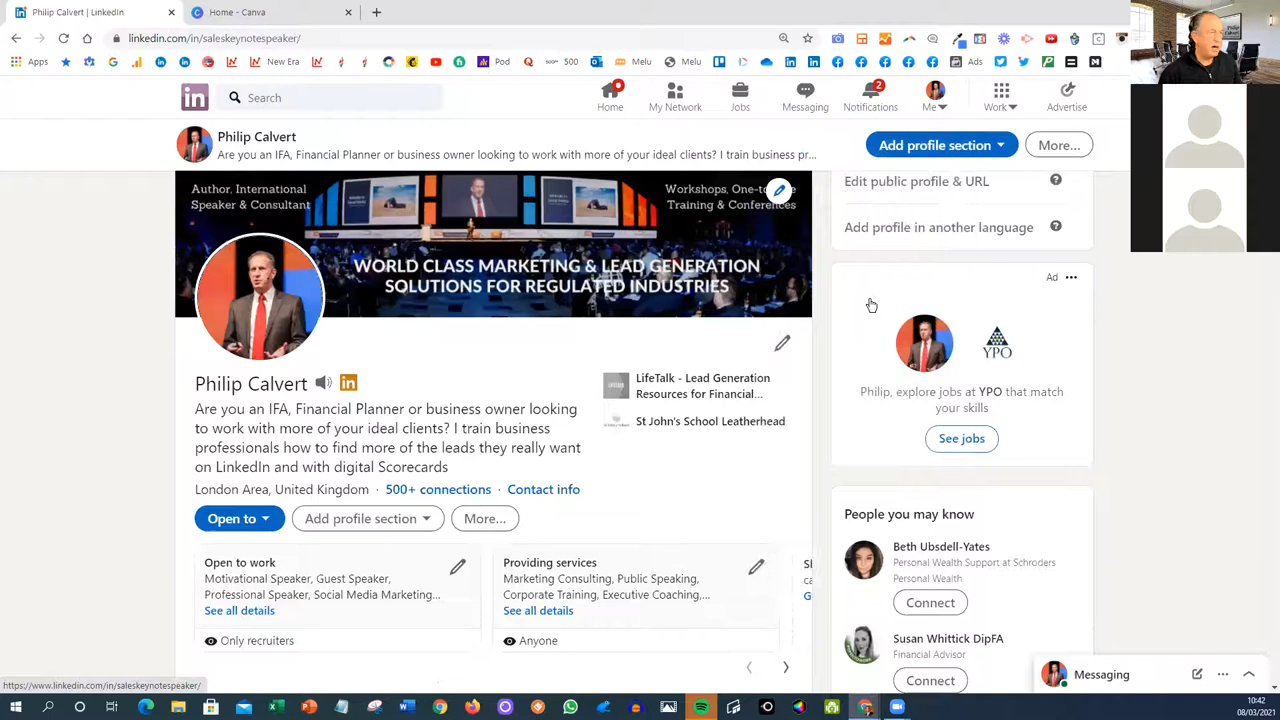 Philip Calvert | LinkedIn
Home - Canva
linkedin.com/in/saleskeynotespeaker/
Apps
New En
Pod
500
Melu
Melu
Ads
Search
Home
My Network
Jobs
Messaging
2
Notifications
Me
Work
Advertise
Philip Calvert
Are you an IFA, Financial Planner or business owner looking to work with more of your ideal clients? I train business pr...
Add profile section
More...
Author, International
Speaker & Consultant
Workshops, One-to-
Training & Conferences
WORLD CLASS MARKETING & LEAD GENERATION
SOLUTIONS FOR REGULATED INDUSTRIES
Philip Calvert
Are you an IFA, Financial Planner or business owner looking
to work with more of your ideal clients? I train business
professionals how to find more of the leads they really want
on LinkedIn and with digital Scorecards
London Area, United Kingdom · 500+ connections · Contact info
Open to
Add profile section
More...
LifeTalk - Lead Generation
Resources for Financial...
St John's School Leatherhead
Open to work
Motivational Speaker, Guest Speaker,
Professional Speaker, Social Media Marketing...
See all details
Only recruiters
Providing services
Marketing Consulting, Public Speaking,
Corporate Training, Executive Coaching,...
See all details
Anyone
Edit public profile & URL
Add profile in another language
Ad
YPO
Philip, explore jobs at YPO that match
your skills
See jobs
People you may know
Beth Ubsdell-Yates
Personal Wealth Support at Schroders
Personal Wealth
Connect
Susan Whittick DipFA
Financial Advisor
Connect
Messaging
https://www.linkedin.com/in/saleskeynotespeaker/
10:42
08/03/2021